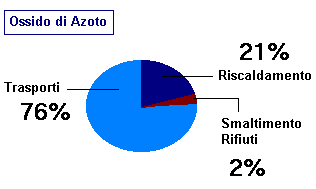 Ossido di Azoto
21%
Riscaldamento
Trasporti
76%
Smaltimento
Rifiuti
2%